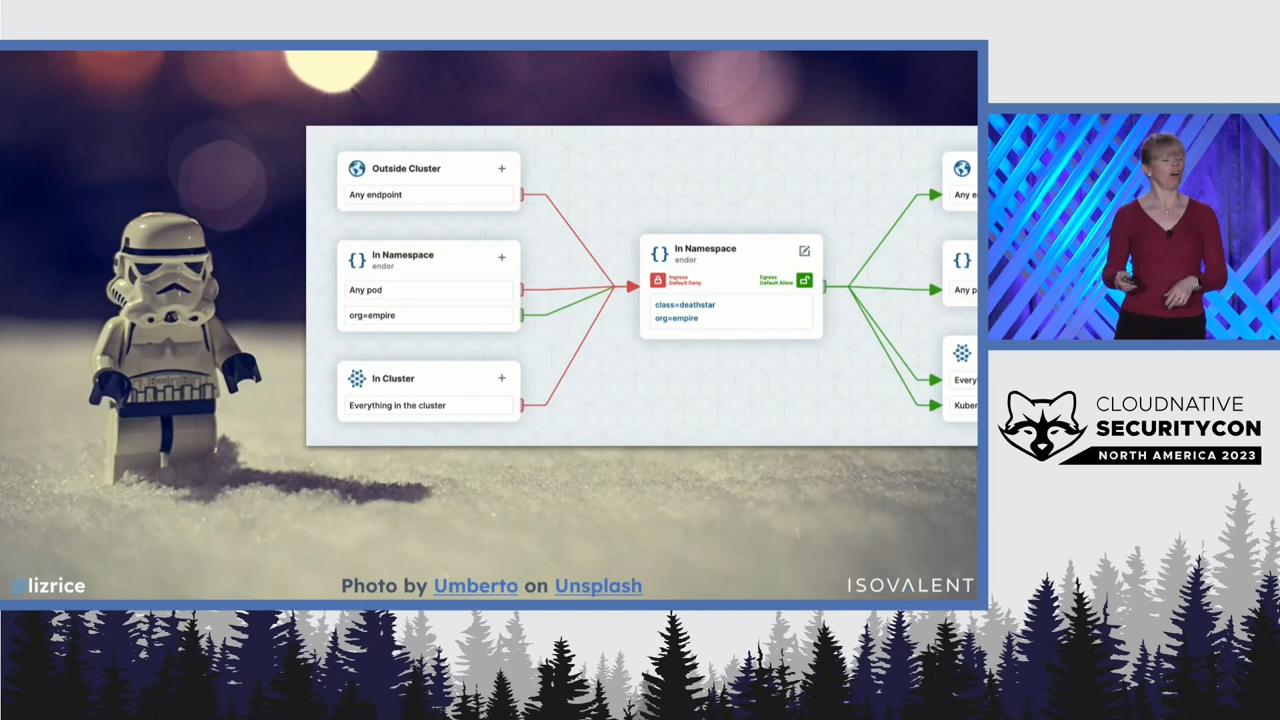 Outside Cluster
Any endpoint
In Namespace
endor
Any pod
org=empire
In Cluster
Everything in the cluster
In Namespace
endor
Ingress
Default Deny
Egress
Default Allow
class=deathstar
org=empire
Any
Any
Every
Kuber
lizrice
Photo by Umberto on Unsplash
ISOVALENT
CLOUDNATIVE
SECURITYCON
NORTH AMERICA 2023